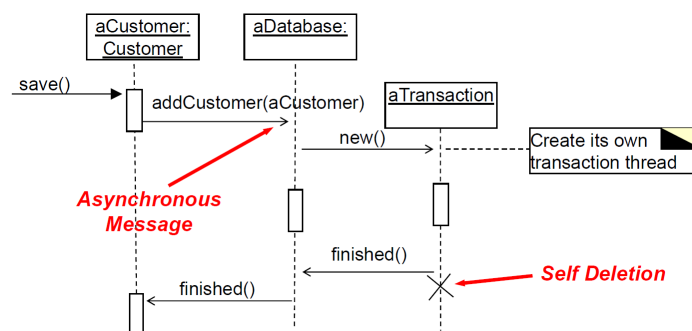 aCustomer:
Customer
aDatabase:
save()
addCustomer(aCustomer)
aTransaction
new()
Create its own
transaction thread
Asynchronous
Message
finished()
Self Deletion
finished()